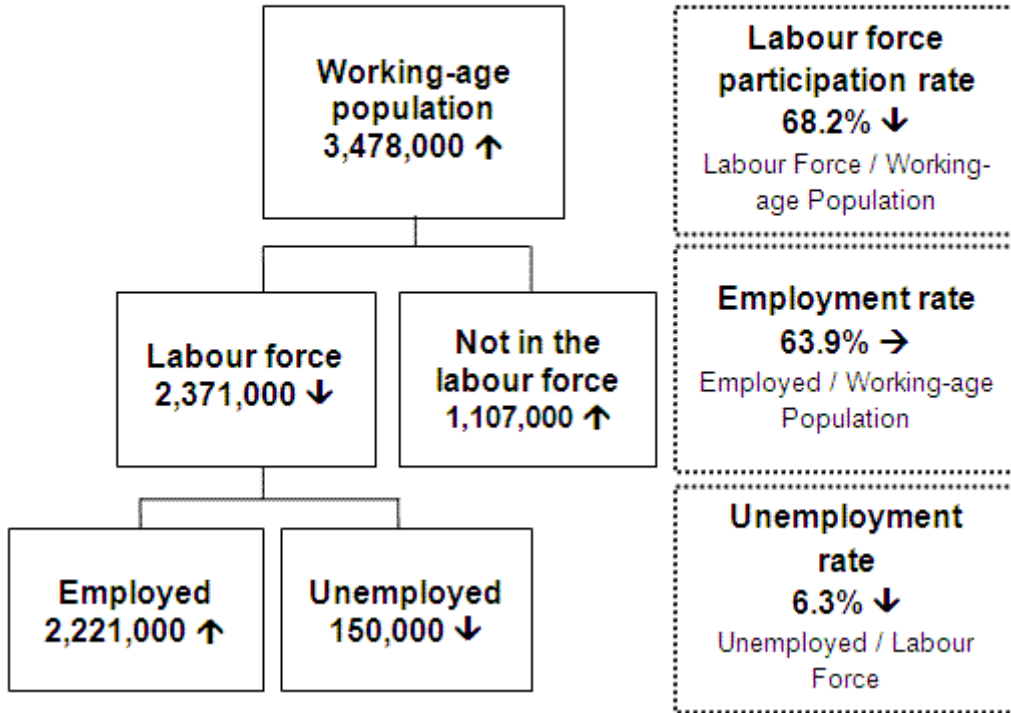 Working-age
population
3,478,000 ↑
Labour force
2,371,000 ↓
Not in the
labour force
1,107,000 ↑
Employed
2,221,000 ↑
Unemployed
150,000 ↓
Labour force
participation rate
68.2% ↓
Labour Force / Working-
age Population
Employment rate
63.9% →
Employed / Working-age
Population
Unemployment
rate
6.3% ↓
Unemployed / Labour
Force